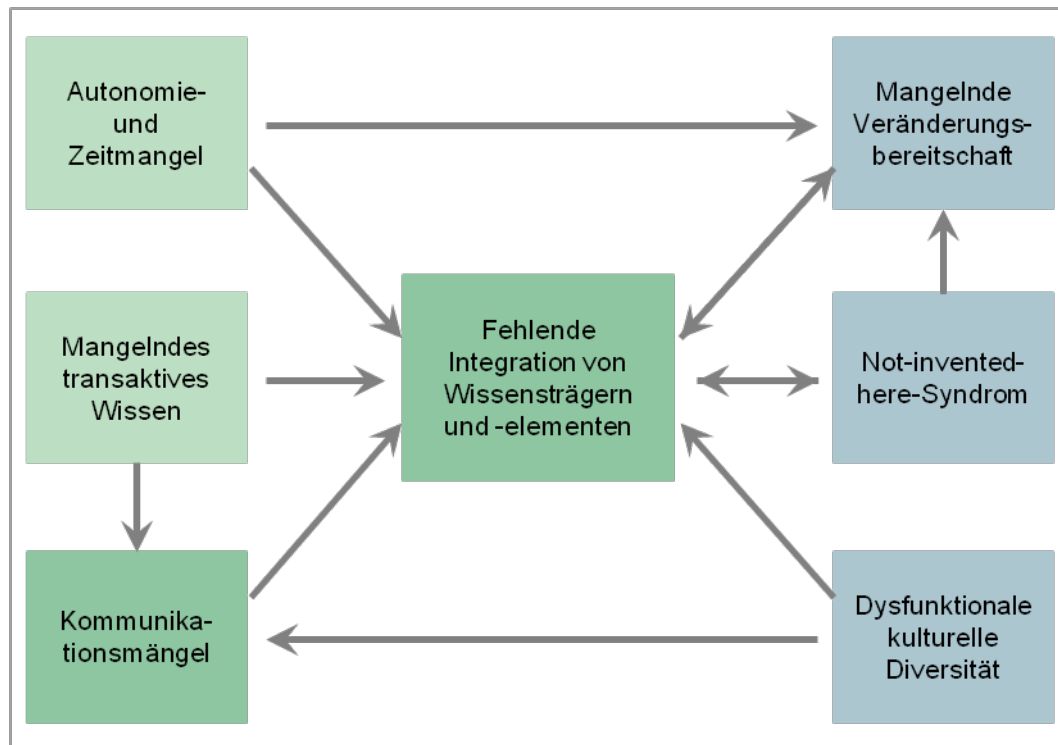 Autonomie-
und
Zeitmangel
Mangelnde
Veränderungs-
bereitschaft
Mangelndes
transaktives
Wissen
Fehlende
Integration von
Wissensträgern
und -elementen
Not-invented-
here-Syndrom
Kommunika-
tionsmängel
Dysfunktionale
kulturelle
Diversität